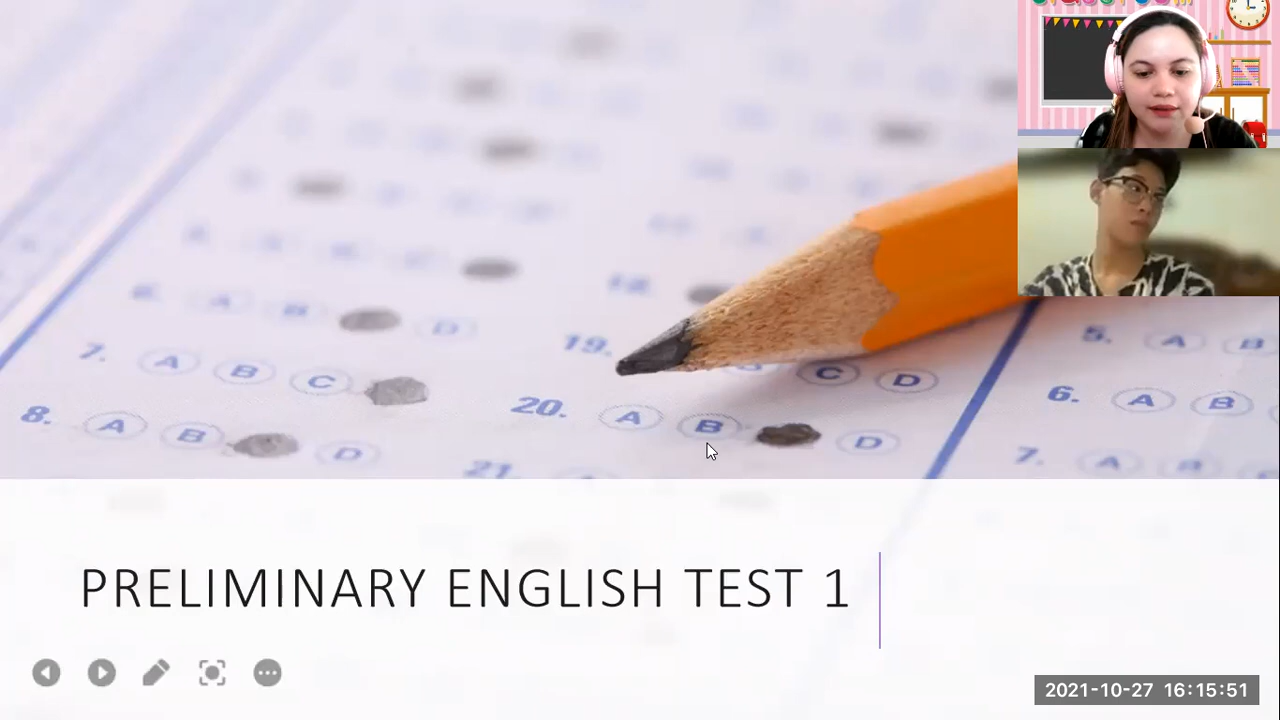 7. A B C
8. A B D
19.
C D
20. A B D
21
5. A B
6. A B
7. A B
PRELIMINARY ENGLISH TEST 1
2021-10-27 16:15:51